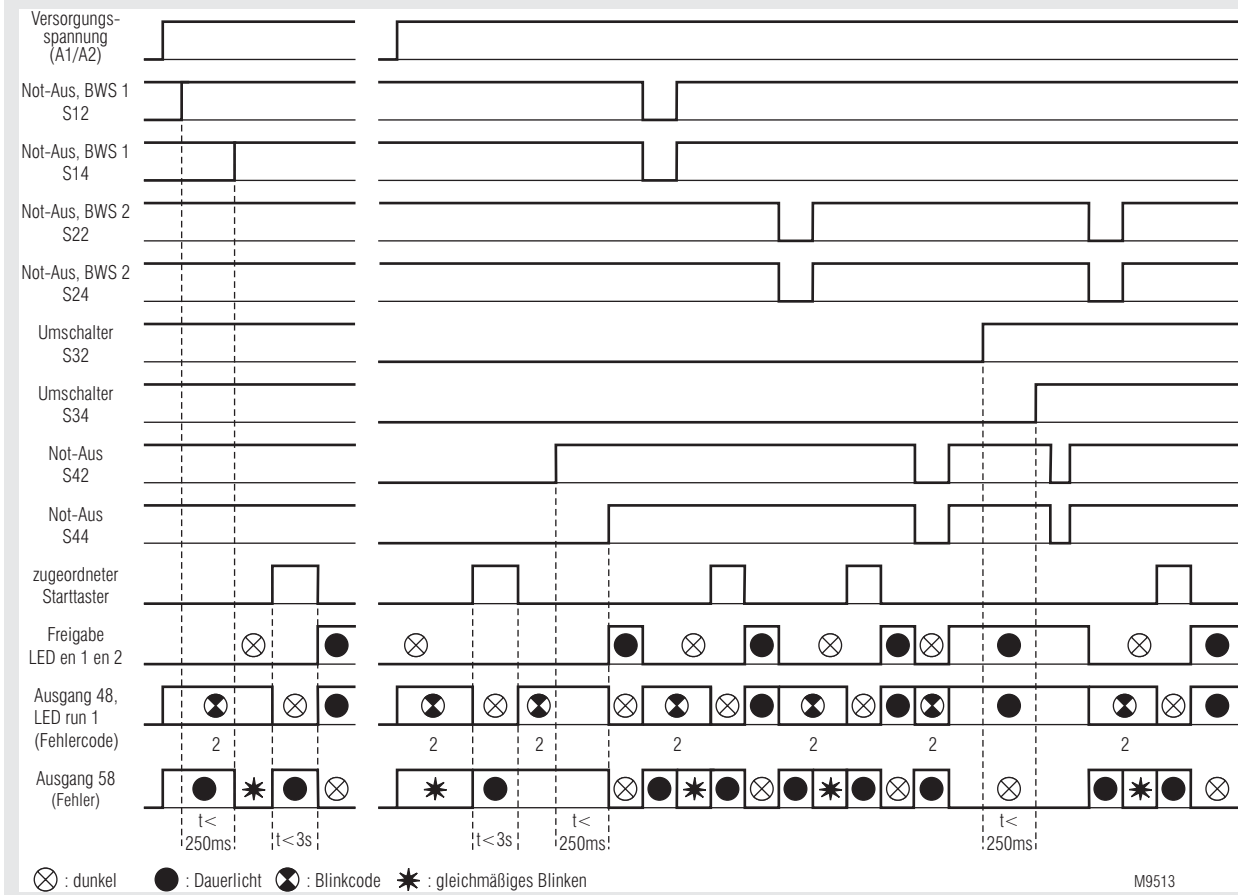 Versorgungs-
spannung
(A1/A2)
Not-Aus, BWS 1
S12
Not-Aus, BWS 1
S14
Not-Aus, BWS 2
S22
Not-Aus, BWS 2
S24
Umschalter
S32
Umschalter
S34
Not-Aus
S42
Not-Aus
S44
zugeordneter
Starttaster
Freigabe
LED en 1 en 2
Ausgang 48,
LED run 1
(Fehlercode)
2 2 2 2 2 2 2
Ausgang 58
(Fehler)
t<
250ms
t<3s
t<3s
t<
250ms
t<
250ms
: dunkel : Dauerlicht : Blinkcode : gleichmäßiges Blinken
M9513